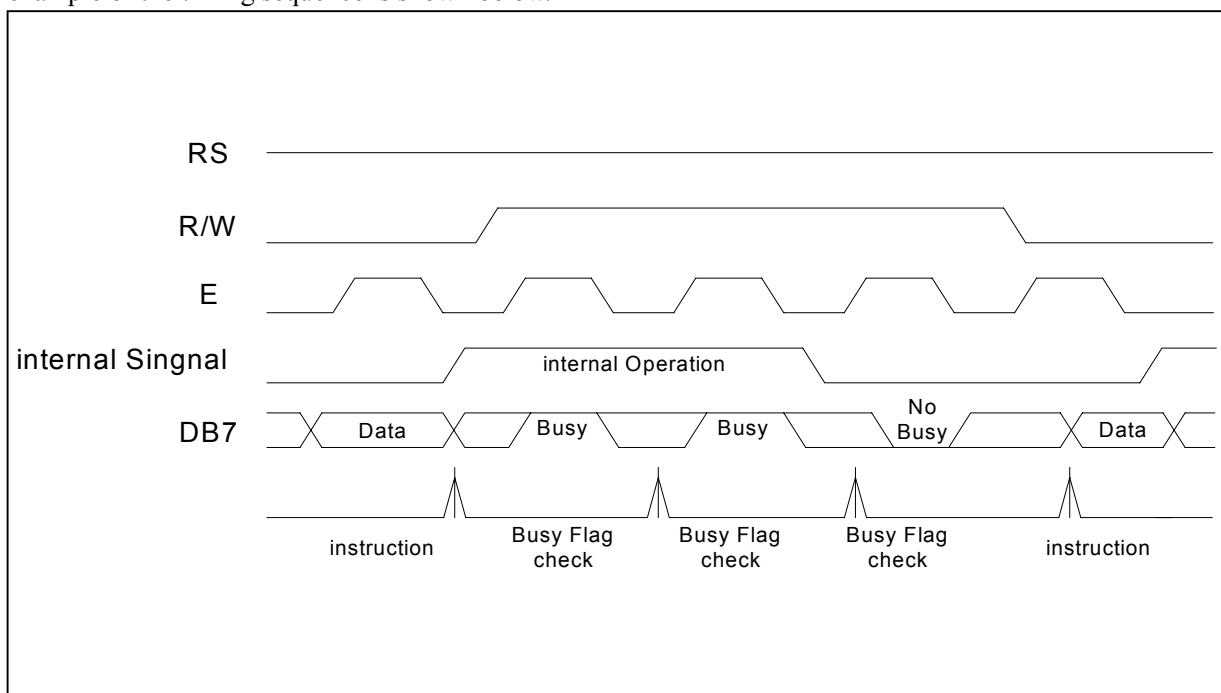 RS
R/W
E
internal Singnal
internal Operation
DB7
Data
Busy
Busy
No
Busy
Data
instruction
Busy Flag
check
Busy Flag
check
Busy Flag
check
instruction